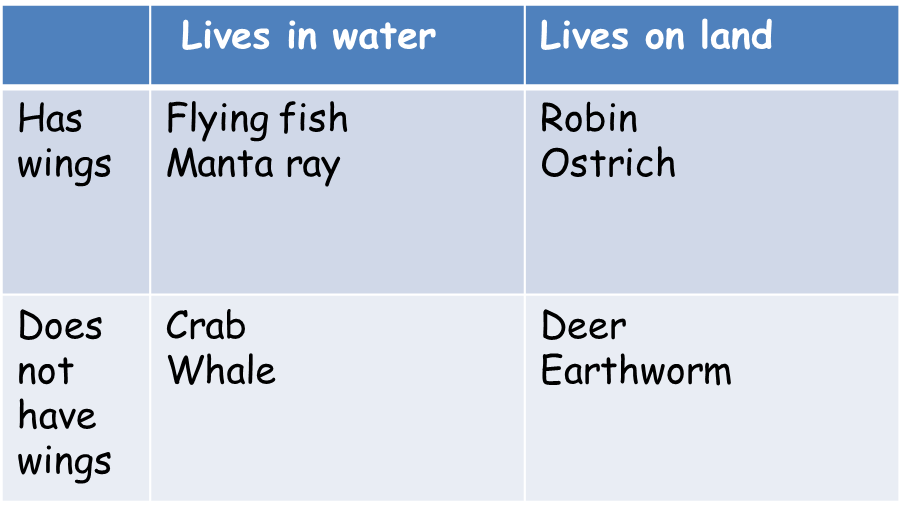 Lives in water
Lives on land
Has
wings
Flying fish
Manta ray
Robin
Ostrich
Does
not
have
wings
Crab
Whale
Deer
Earthworm